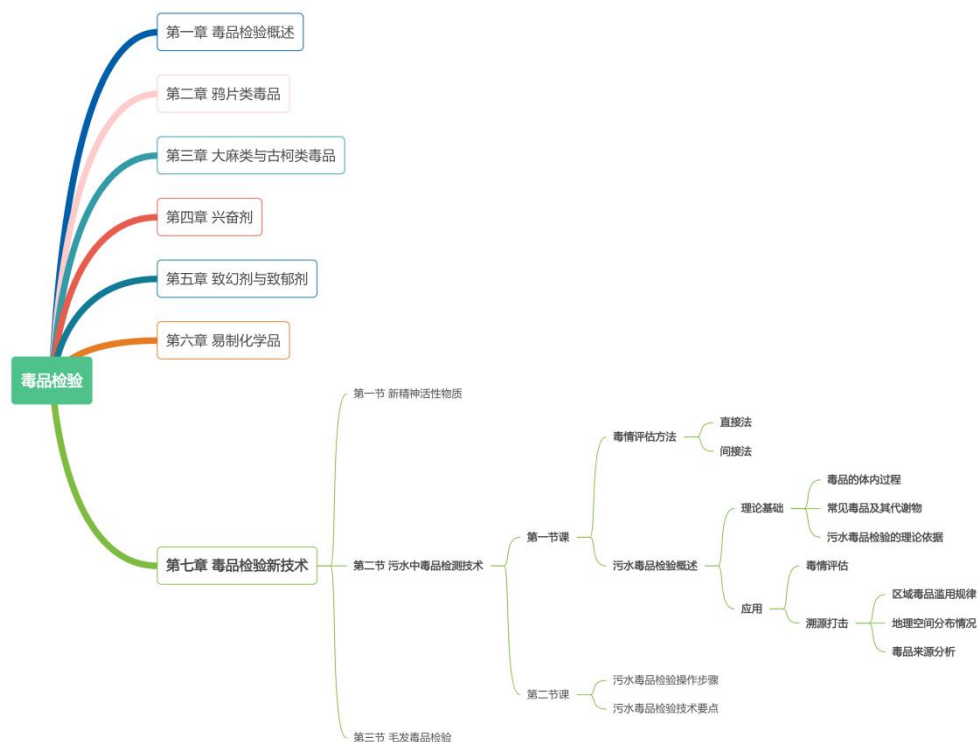 第一章 毒品检验概述
第二章 鸦片类毒品
第三章 大麻类与古柯类毒品
第四章 兴奋剂
第五章 致幻剂与致郁剂
第六章 易制化学品
毒品检验
第七章 毒品检验新技术
第一节 新精神活性物质
第二节 污水中毒品检测技术
第一节课
毒情评估方法
直接法
间接法
污水毒品检验概述
理论基础
毒品的体内过程
常见毒品及其代谢物
污水毒品检验的理论依据
应用
毒情评估
溯源打击
区域毒品滥用规律
地理空间分布情况
毒品来源分析
第二节课
污水毒品检验操作步骤
污水毒品检验技术要点
第三节 毛发毒品检验